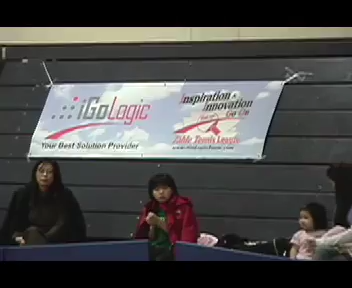 iGoLogic
Your Best Solution Provider
Inspiration &
Innovation
Table Tennis League